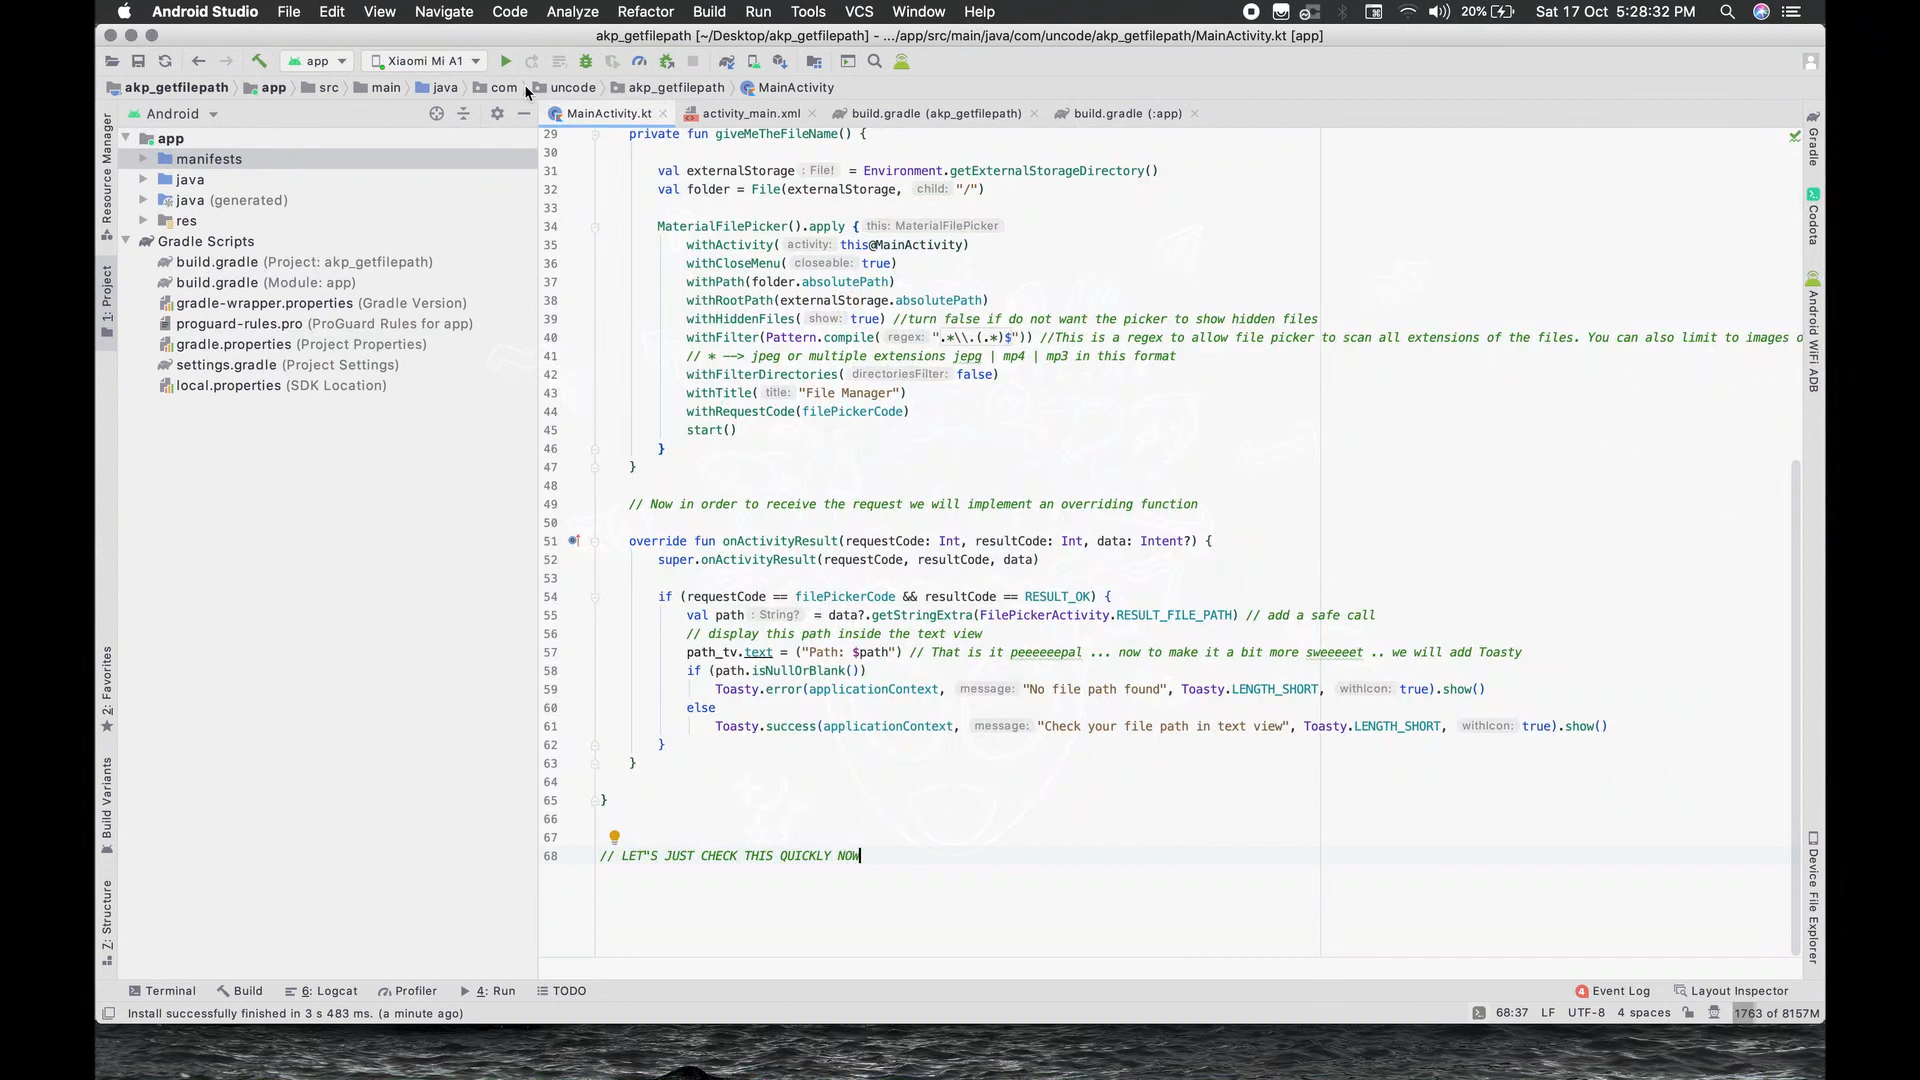 Android Studio File Edit View Navigate Code Analyze Refactor Build Run Tools VCS Window Help 20% Sat 17 Oct 5:28:32 PM
akp_getfilepath [~/Desktop/akp_getfilepath] - .../app/src/main/java/com/uncode/akp_getfilepath/MainActivity.kt [app]
app Xiaomi Mi A1
akp_getfilepath app src main java com uncode akp_getfilepath MainActivity
Android
MainActivity.kt activity_main.xml build.gradle (akp_getfilepath) build.gradle (:app)
Resource Manager
1: Project
2: Favorites
Build Variants
Z: Structure
app
manifests
java
java (generated)
res
Gradle Scripts
build.gradle (Project: akp_getfilepath)
build.gradle (Module: app)
gradle-wrapper.properties (Gradle Version)
proguard-rules.pro (ProGuard Rules for app)
gradle.properties (Project Properties)
settings.gradle (Project Settings)
local.properties (SDK Location)
29 private fun giveMeTheFileName() {
30
31 val externalStorage : File! = Environment.getExternalStorageDirectory()
32 val folder = File(externalStorage, child: "/")
33
34 MaterialFilePicker().apply { this: MaterialFilePicker
35 withActivity( activity: this@MainActivity)
36 withCloseMenu( closeable: true)
37 withPath(folder.absolutePath)
38 withRootPath(externalStorage.absolutePath)
39 withHiddenFiles( show: true) //turn false if do not want the picker to show hidden files
40 withFilter(Pattern.compile( regex: ".*\\.(.*)$")) //This is a regex to allow file picker to scan all extensions of the files. You can also limit to images o
41 // * --> jpeg or multiple extensions jepg | mp4 | mp3 in this format
42 withFilterDirectories( directoriesFilter: false)
43 withTitle( title: "File Manager")
44 withRequestCode(filePickerCode)
45 start()
46 }
47 }
48
49 // Now in order to receive the request we will implement an overriding function
50
51 override fun onActivityResult(requestCode: Int, resultCode: Int, data: Intent?) {
52 super.onActivityResult(requestCode, resultCode, data)
53
54 if (requestCode == filePickerCode && resultCode == RESULT_OK) {
55 val path : String? = data?.getStringExtra(FilePickerActivity.RESULT_FILE_PATH) // add a safe call
56 // display this path inside the text view
57 path_tv.text = ("Path: $path") // That is it peeeeeepal ... now to make it a bit more sweeeeet .. we will add Toasty
58 if (path.isNullOrBlank())
59 Toasty.error(applicationContext, message: "No file path found", Toasty.LENGTH_SHORT, withIcon: true).show()
60 else
61 Toasty.success(applicationContext, message: "Check your file path in text view", Toasty.LENGTH_SHORT, withIcon: true).show()
62 }
63 }
64
65 }
66
67
68 // LET"S JUST CHECK THIS QUICKLY NOW
Gradle
Codota
Android WiFi ADB
Device File Explorer
Terminal Build 6: Logcat Profiler 4: Run TODO 4 Event Log Layout Inspector
Install successfully finished in 3 s 483 ms. (a minute ago) 68:37 LF UTF-8 4 spaces 1763 of 8157M